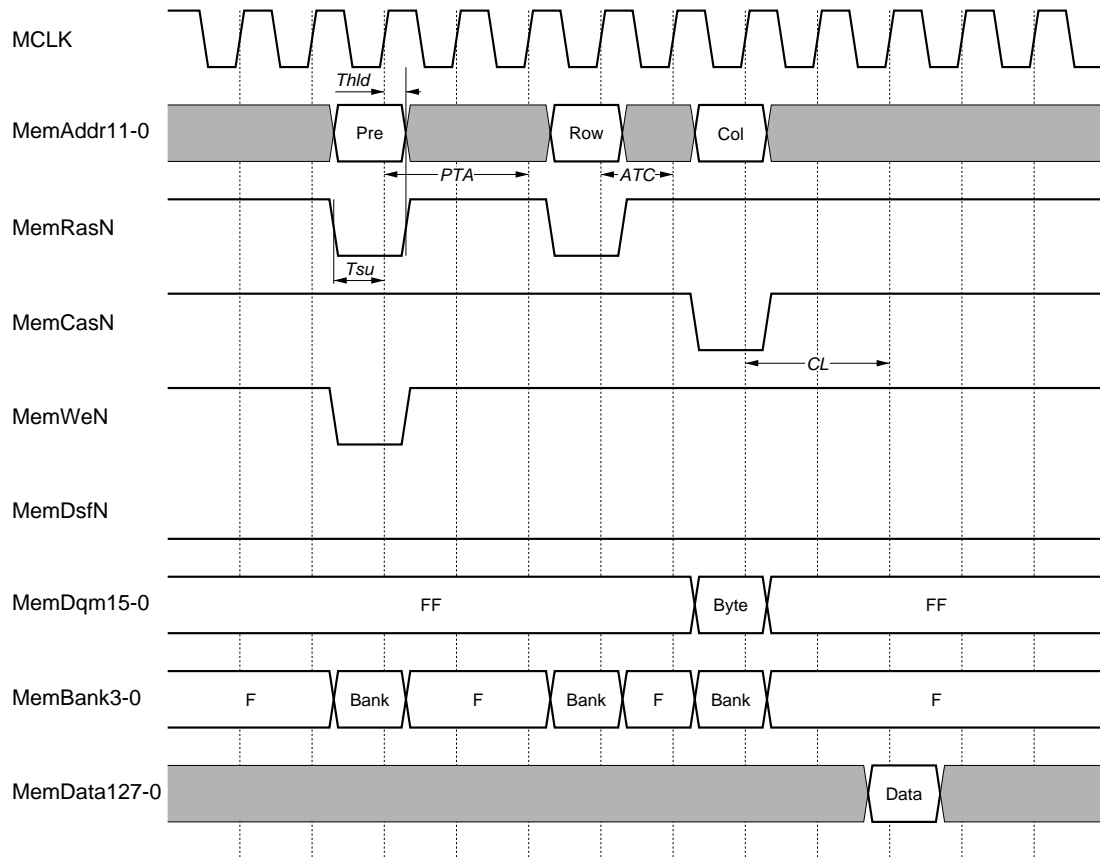 MCLK
Thld
MemAddr11-0
Pre
Row
Col
PTA
ATC
MemRasN
Tsu
MemCasN
CL
MemWeN
MemDsfN
MemDqm15-0
FF
Byte
FF
MemBank3-0
F
Bank
F
Bank
F
Bank
F
MemData127-0
Data